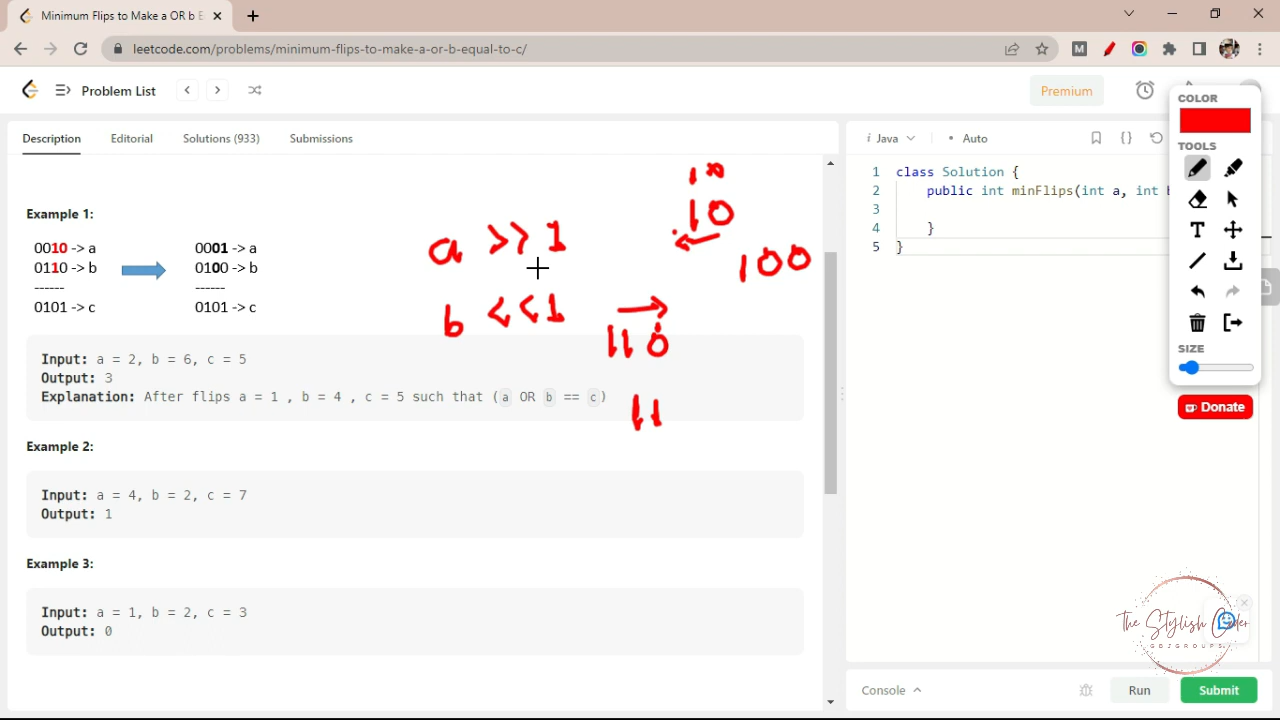 Minimum Flips to Make a OR b E
leetcode.com/problems/minimum-flips-to-make-a-or-b-equal-to-c/
M
Problem List
Premium
Description
Editorial
Solutions (933)
Submissions
Example 1:
0010 -> a
0110 -> b
------
0101 -> c
0001 -> a
0100 -> b
------
0101 -> c
a >> 1
b << 1
10
10
100
110
11
Input: a = 2, b = 6, c = 5
Output: 3
Explanation: After flips a = 1 , b = 4 , c = 5 such that (a OR b == c)
Example 2:
Input: a = 4, b = 2, c = 7
Output: 1
Example 3:
Input: a = 1, b = 2, c = 3
Output: 0
i Java
• Auto
1 class Solution {
2 public int minFlips(int a, int b
3
4 }
5 }
COLOR
TOOLS
T
SIZE
Donate
The Stylish Coder
Console
Run
Submit